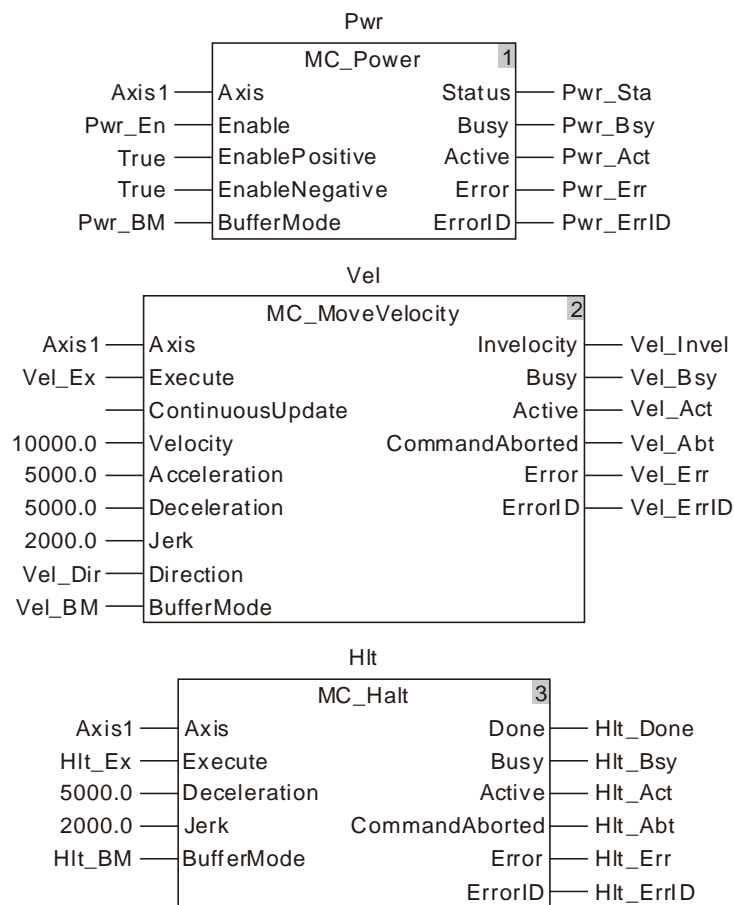 Pwr
MC_Power 1
Axis1 Axis Status Pwr_Sta
Pwr_En Enable Busy Pwr_Bsy
True EnablePositive Active Pwr_Act
True EnableNegative Error Pwr_Err
Pwr_BM BufferMode ErrorID Pwr_ErrID
Vel
MC_MoveVelocity 2
Axis1 Axis Invelocity Vel_Invel
Vel_Ex Execute Busy Vel_Bsy
ContinuousUpdate Active Vel_Act
10000.0 Velocity CommandAborted Vel_Abt
5000.0 Acceleration Error Vel_Err
5000.0 Deceleration ErrorID Vel_ErrID
2000.0 Jerk
Vel_Dir Direction
Vel_BM BufferMode
Hlt
MC_Halt 3
Axis1 Axis Done Hlt_Done
Hlt_Ex Execute Busy Hlt_Bsy
5000.0 Deceleration Active Hlt_Act
2000.0 Jerk CommandAborted Hlt_Abt
Hlt_BM BufferMode Error Hlt_Err
ErrorID Hlt_ErrID